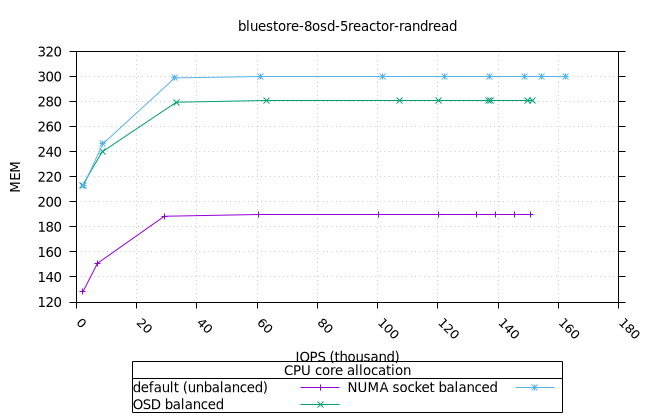 bluestore-8osd-5reactor-randread
320
300
280
260
240
220
200
180
160
140
120
MEM
0 20 40 60 80 100 120 140 160 180
IOPS (thousand)
CPU core allocation
default (unbalanced) NUMA socket balanced
OSD balanced